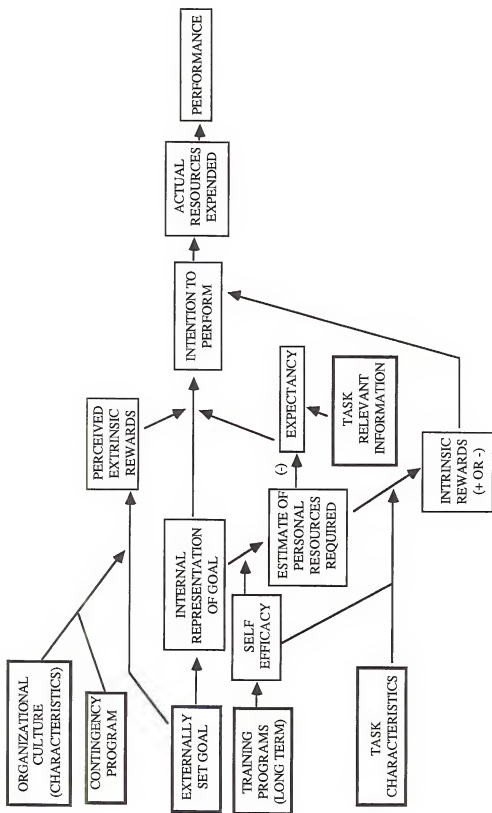 ORGANIZATIONAL
CULTURE
(CHARACTERISTICS)
CONTINGENCY
PROGRAM
EXTERNALLY
SET GOAL
TRAINING
PROGRAMS
(LONG TERM)
TASK
CHARACTERISTICS
PERCEIVED
EXTRINSIC
REWARDS
INTERNAL
REPRESENTATION
OF GOAL
SELF
EFFICACY
ESTIMATE OF
PERSONAL
RESOURCES
REQUIRED
(-)
EXPECTANCY
TASK
RELEVANT
INFORMATION
INTRINSIC
REWARDS
(+ OR -)
INTENTION TO
PERFORM
ACTUAL
RESOURCES
EXPENDED
PERFORMANCE